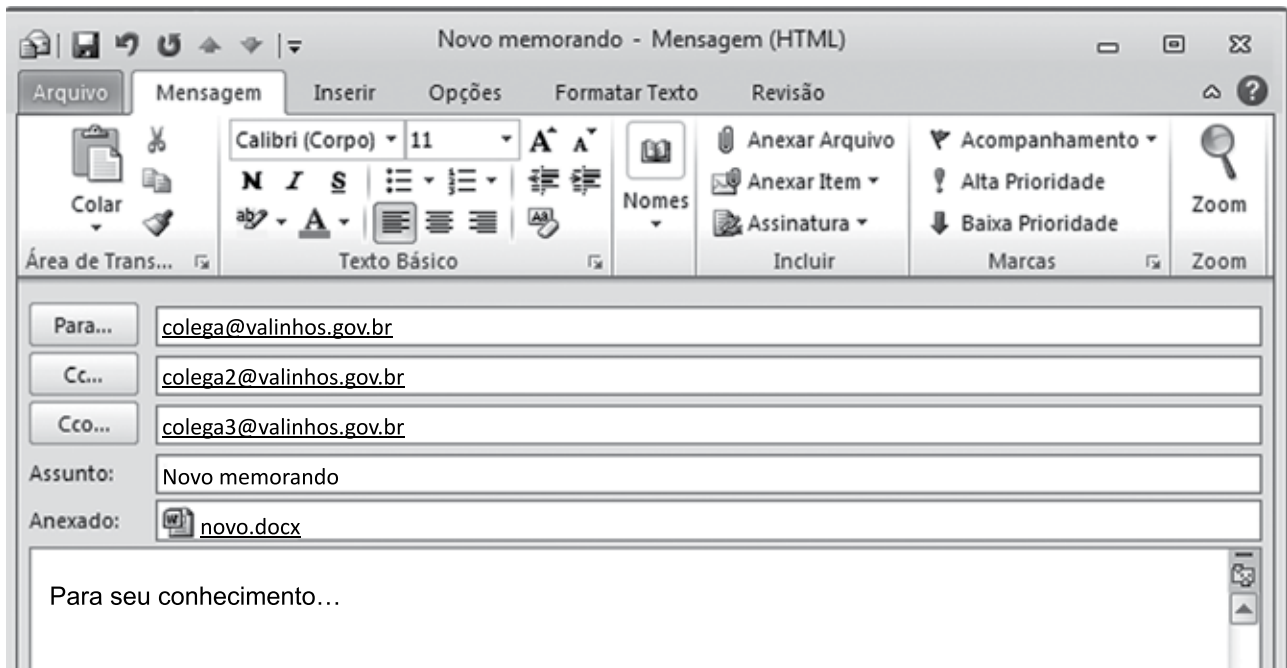 Novo memorando - Mensagem (HTML)
Arquivo Mensagem Inserir Opções Formatar Texto Revisão
Colar
Área de Trans...
Calibri (Corpo) 11
N I S
Texto Básico
Nomes
Anexar Arquivo
Anexar Item
Assinatura
Incluir
Acompanhamento
Alta Prioridade
Baixa Prioridade
Marcas
Zoom
Zoom
Para... colega@valinhos.gov.br
Cc... colega2@valinhos.gov.br
Cco... colega3@valinhos.gov.br
Assunto: Novo memorando
Anexado: novo.docx
Para seu conhecimento…